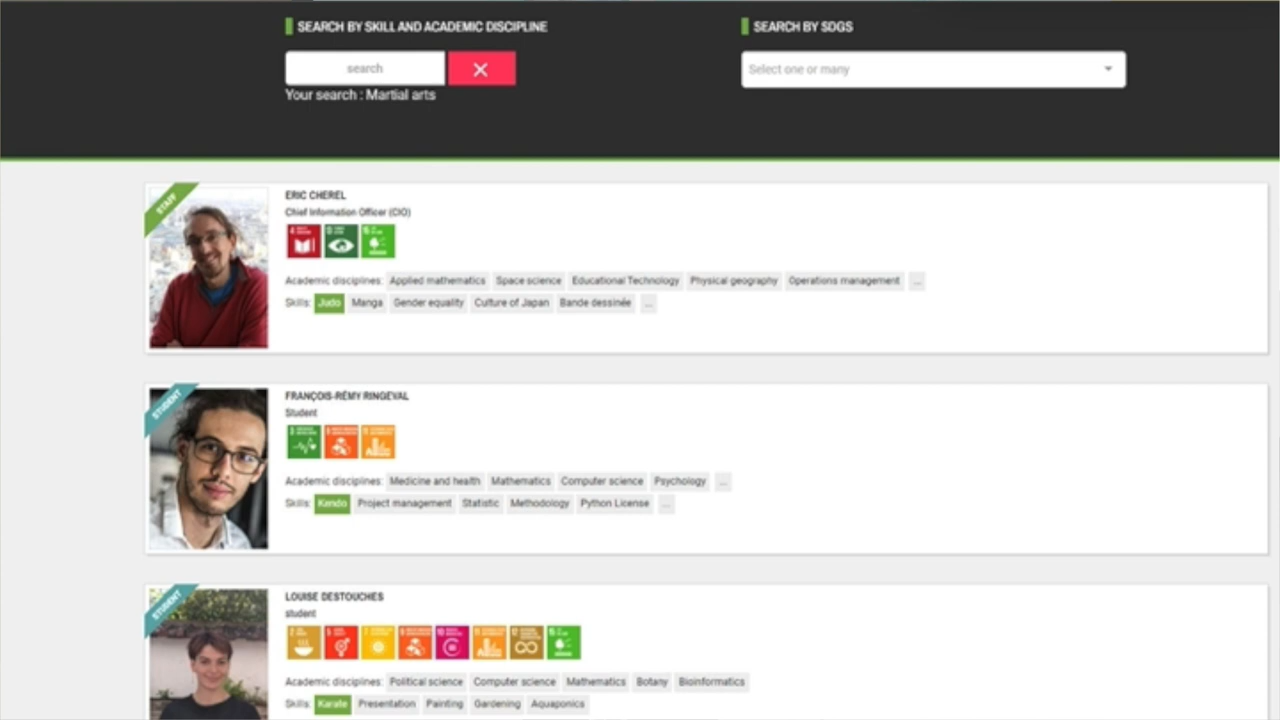 SEARCH BY SKILL AND ACADEMIC DISCIPLINE
SEARCH BY SDGS
search
Select one or many
Your search : Martial arts
STAFF
ERIC CHEREL
Chief Information Officer (CIO)
Academic disciplines: Applied mathematics Space science Educational Technology Physical geography Operations management ...
Skills: Judo Manga Gender equality Culture of Japan Bande dessinée ...
STUDENT
FRANÇOIS-RÉMY RINGEVAL
Student
Academic disciplines: Medicine and health Mathematics Computer science Psychology ...
Skills: Kendo Project management Statistic Methodology Python License ...
STUDENT
LOUISE DESTOUCHES
student
Academic disciplines: Political science Computer science Mathematics Botany Bioinformatics
Skills: Karate Presentation Painting Gardening Aquaponics